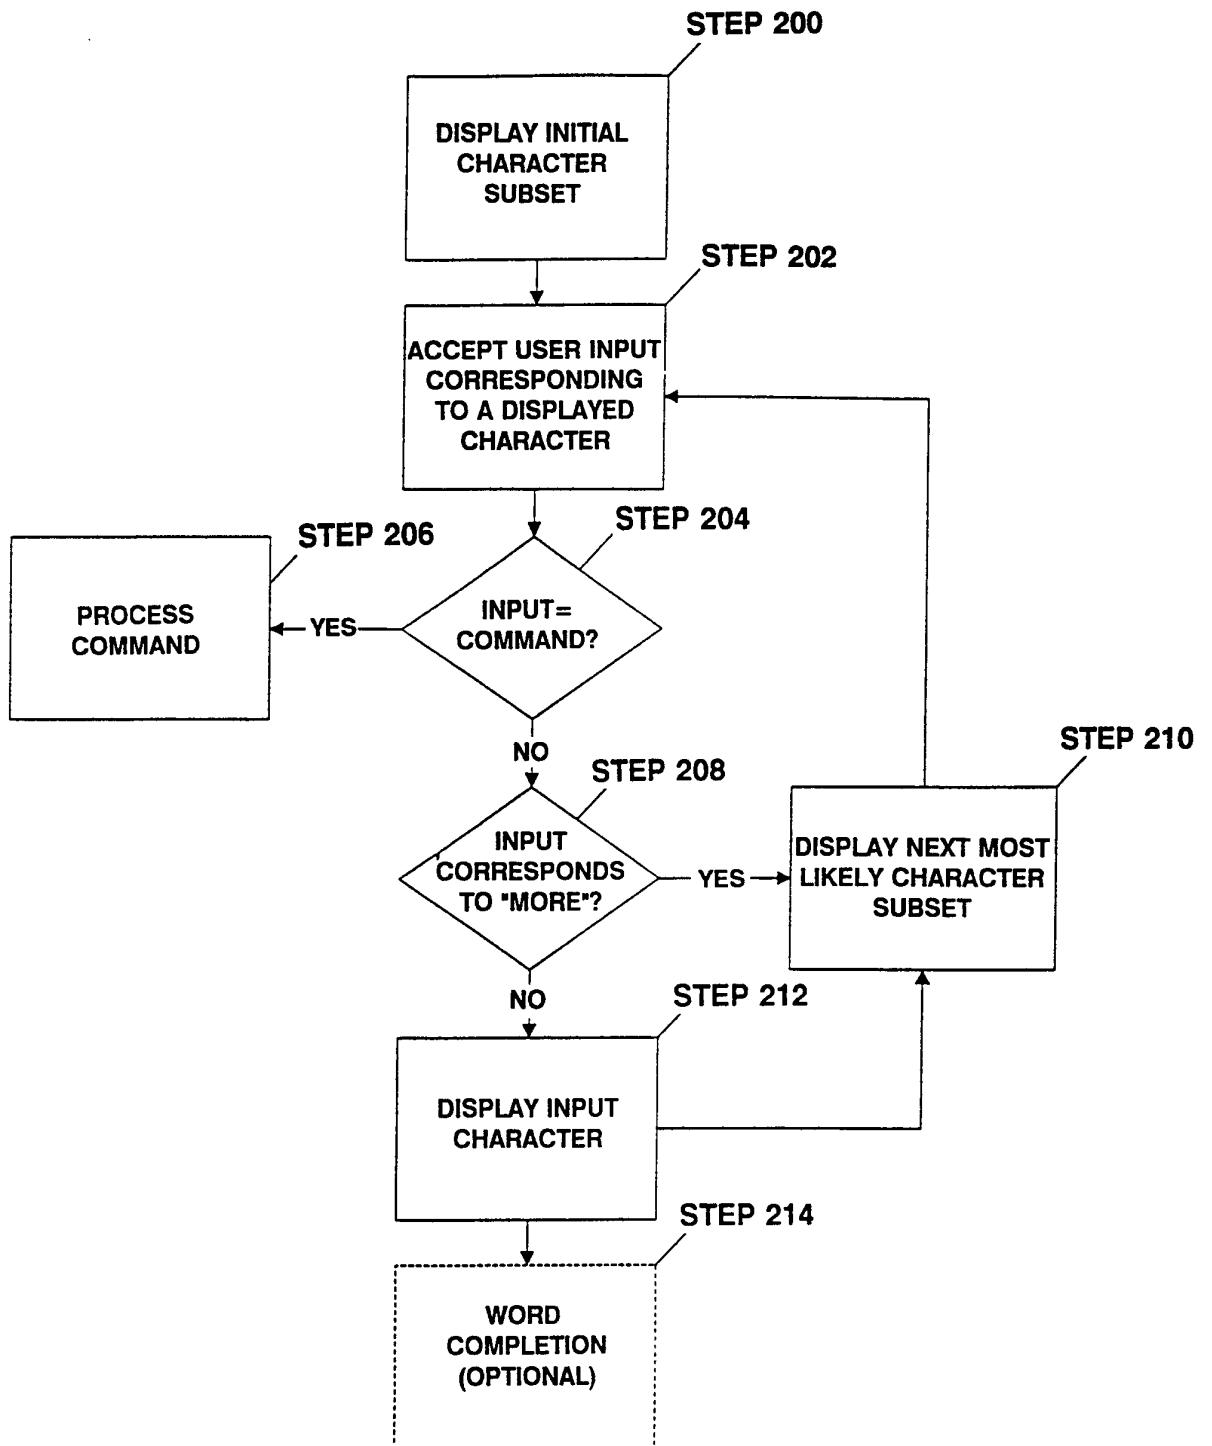 STEP 200
DISPLAY INITIAL
CHARACTER
SUBSET
STEP 202
ACCEPT USER INPUT
CORRESPONDING
TO A DISPLAYED
CHARACTER
STEP 204
STEP 206
INPUT=
COMMAND?
YES
PROCESS
COMMAND
NO
STEP 208
INPUT
CORRESPONDS
TO "MORE"?
YES
STEP 210
DISPLAY NEXT MOST
LIKELY CHARACTER
SUBSET
NO
STEP 212
DISPLAY INPUT
CHARACTER
STEP 214
WORD
COMPLETION
(OPTIONAL)